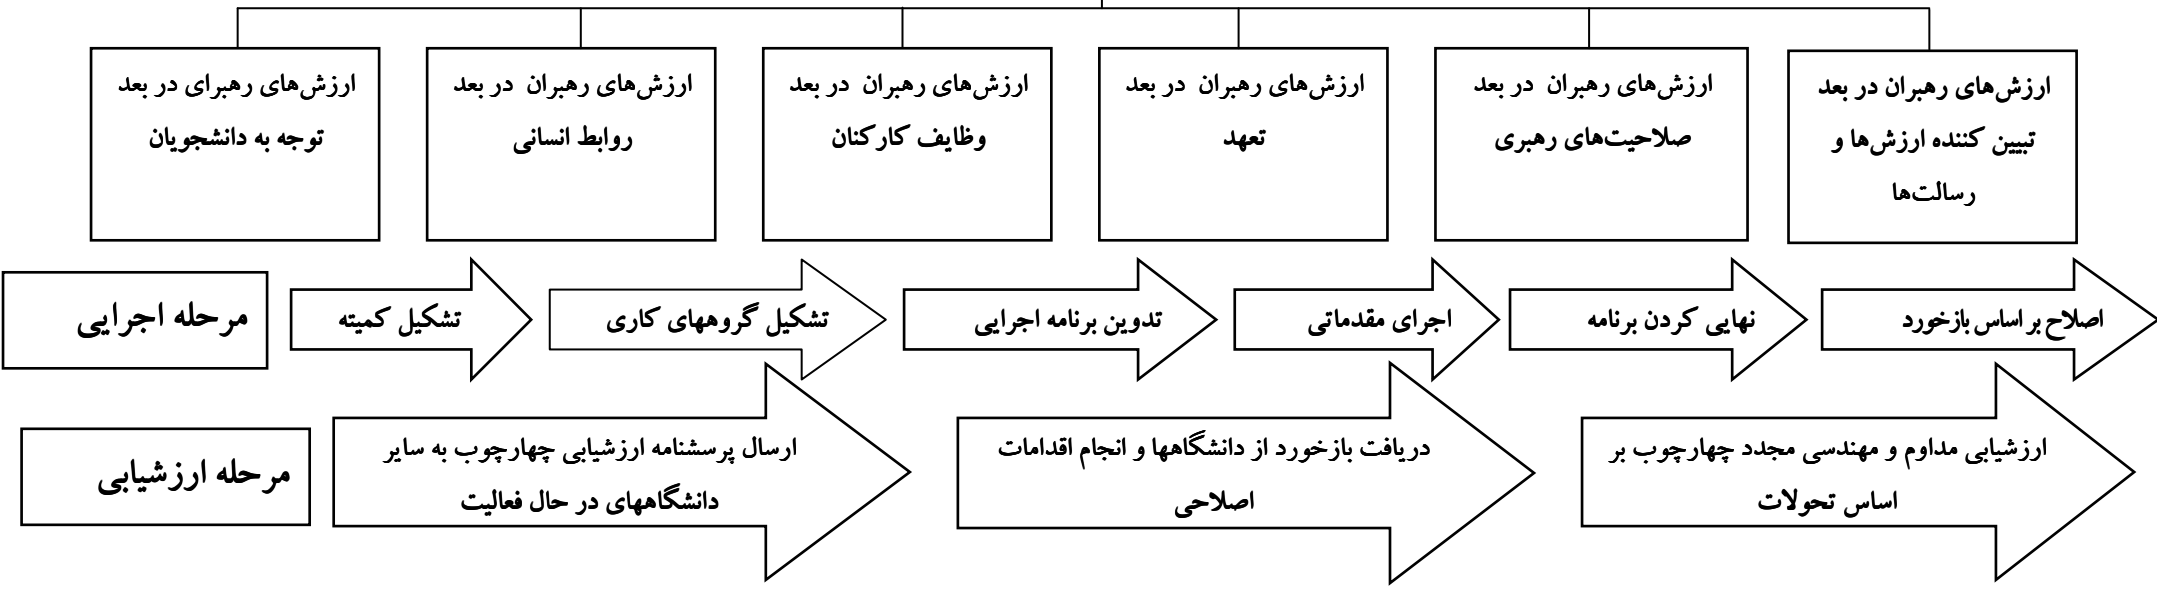 ارزش‌های رهبران در بعد
تبیین کننده ارزش‌ها و
رسالت‌ها
ارزش‌های رهبران در بعد
صلاحیت‌های رهبری
ارزش‌های رهبران در بعد
تعهد
ارزش‌های رهبران در بعد
وظایف کارکنان
ارزش‌های رهبران در بعد
روابط انسانی
ارزش‌های رهبرای در بعد
توجه به دانشجویان
مرحله اجرایی
تشکیل کمیته
تشکیل گروههای کاری
تدوین برنامه اجرایی
اجرای مقدماتی
نهایی کردن برنامه
اصلاح بر اساس بازخورد
مرحله ارزشیابی
ارسال پرسشنامه ارزشیابی چهارچوب به سایر
دانشگاههای در حال فعالیت
دریافت بازخورد از دانشگاهها و انجام اقدامات
اصلاحی
ارزشیابی مداوم و مهندسی مجدد چهارچوب بر
اساس تحولات